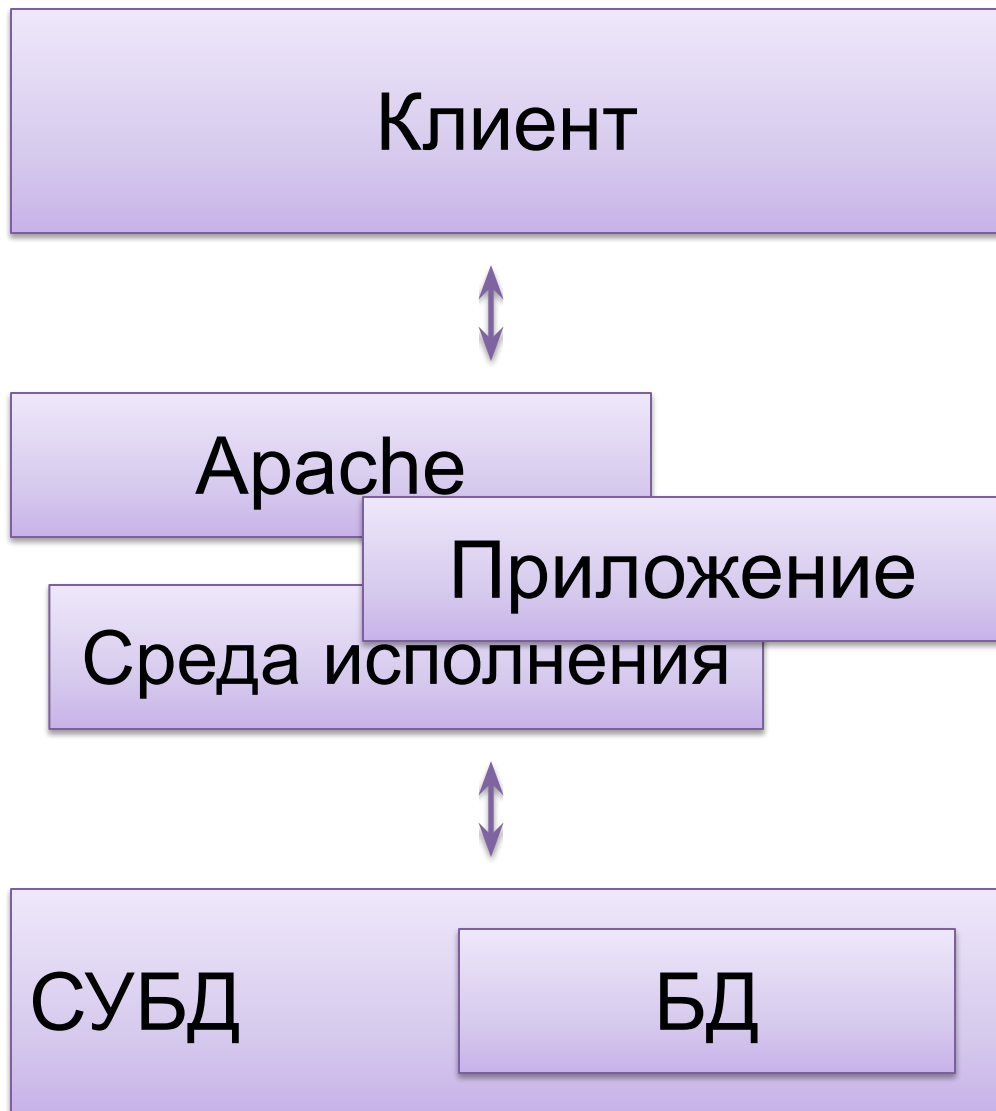 Клиент
Apache
Приложение
Среда исполнения
СУБД
БД